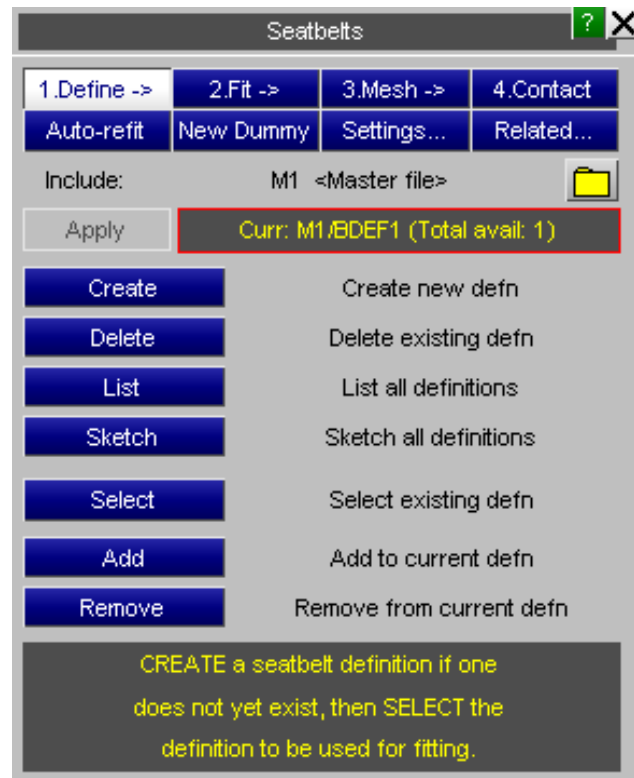 Seatbelts ?
1.Define -> 2.Fit -> 3.Mesh -> 4.Contact
Auto-refit New Dummy Settings... Related...
Include: M1 <Master file>
Apply Curr: M1/BDEF1 (Total avail: 1)
Create Create new defn
Delete Delete existing defn
List List all definitions
Sketch Sketch all definitions
Select Select existing defn
Add Add to current defn
Remove Remove from current defn
CREATE a seatbelt definition if one
does not yet exist, then SELECT the
definition to be used for fitting.